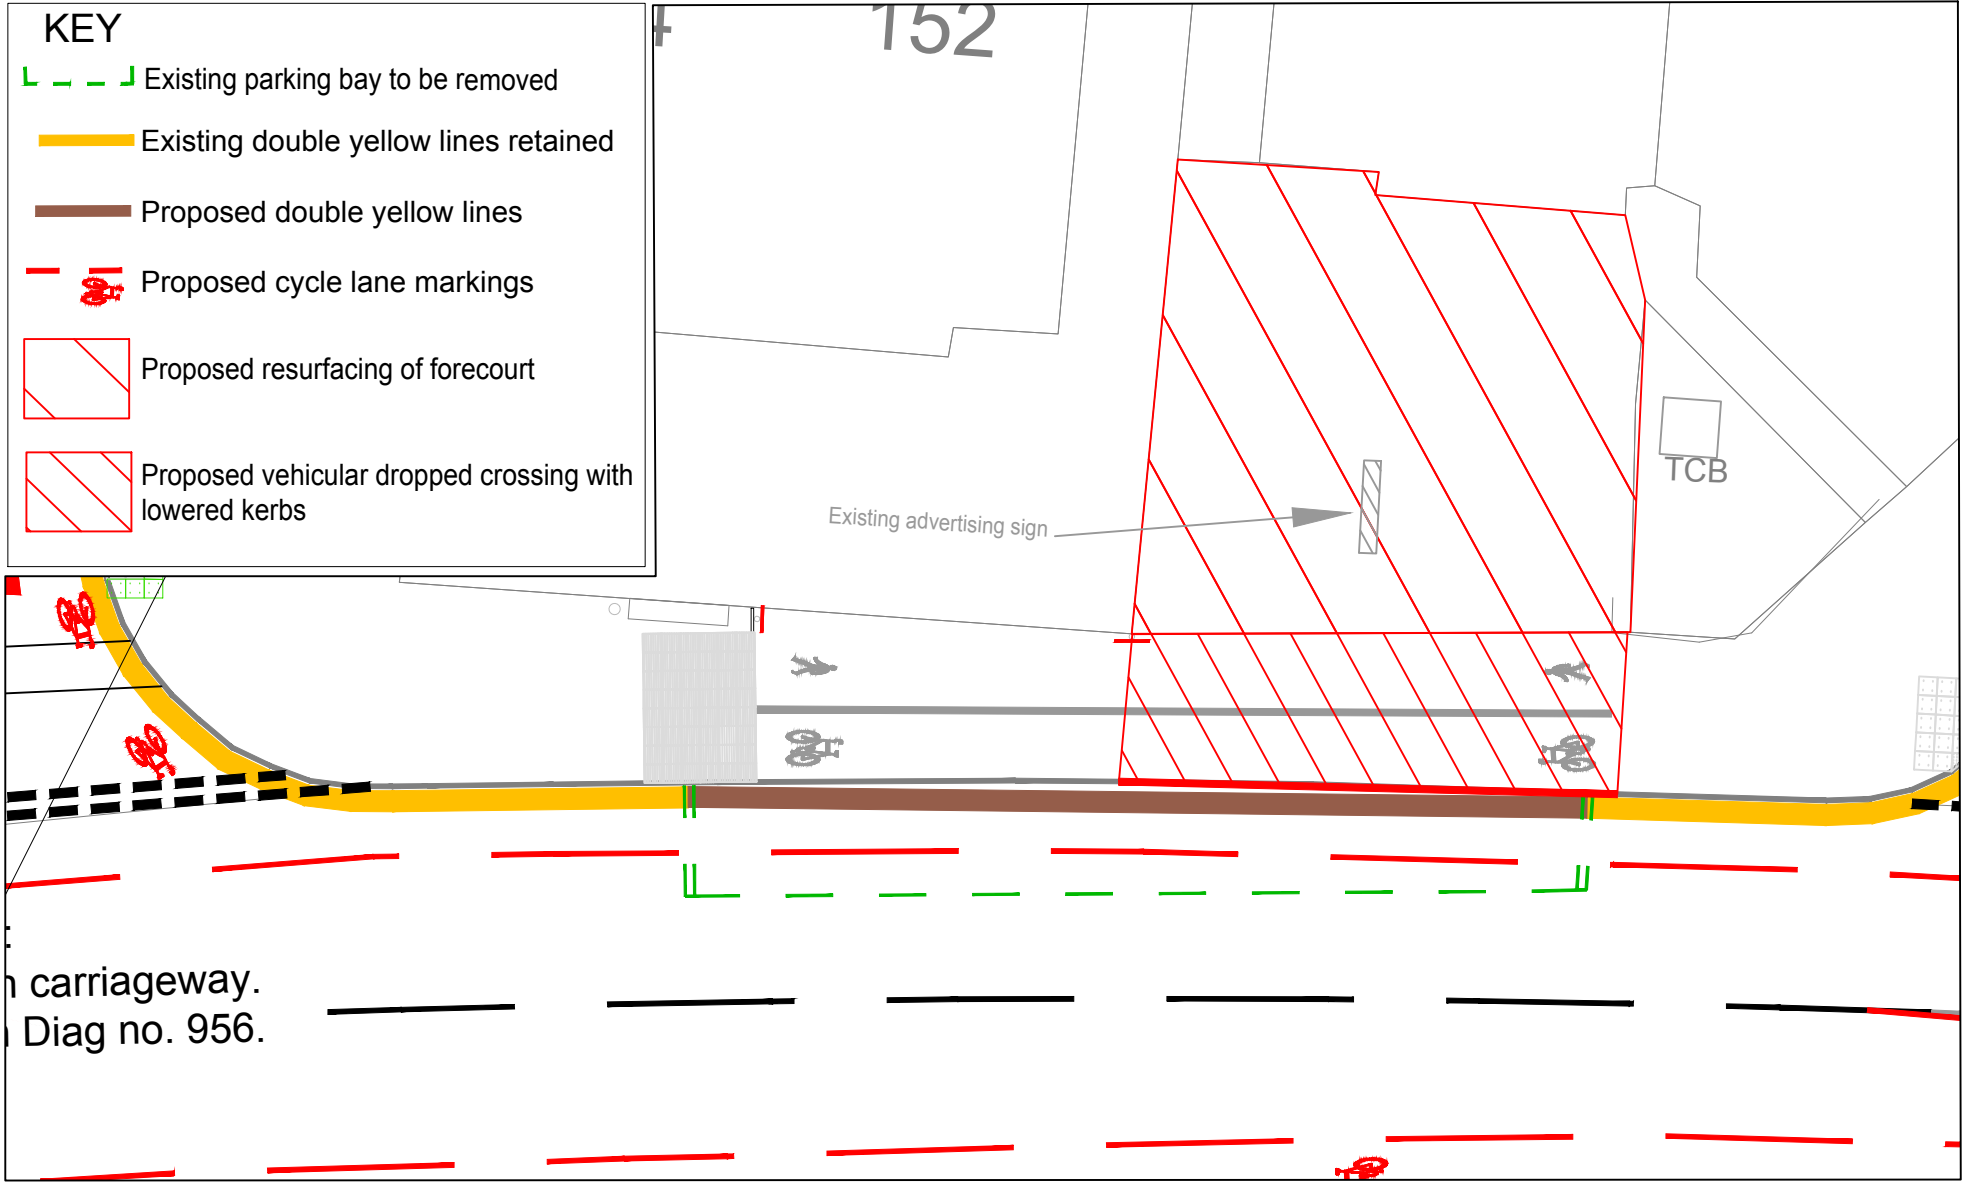 KEY
Existing parking bay to be removed
Existing double yellow lines retained
Proposed double yellow lines
Proposed cycle lane markings
Proposed resurfacing of forecourt
Proposed vehicular dropped crossing with
lowered kerbs
152
TCB
Existing advertising sign
carriageway.
Diag no. 956.